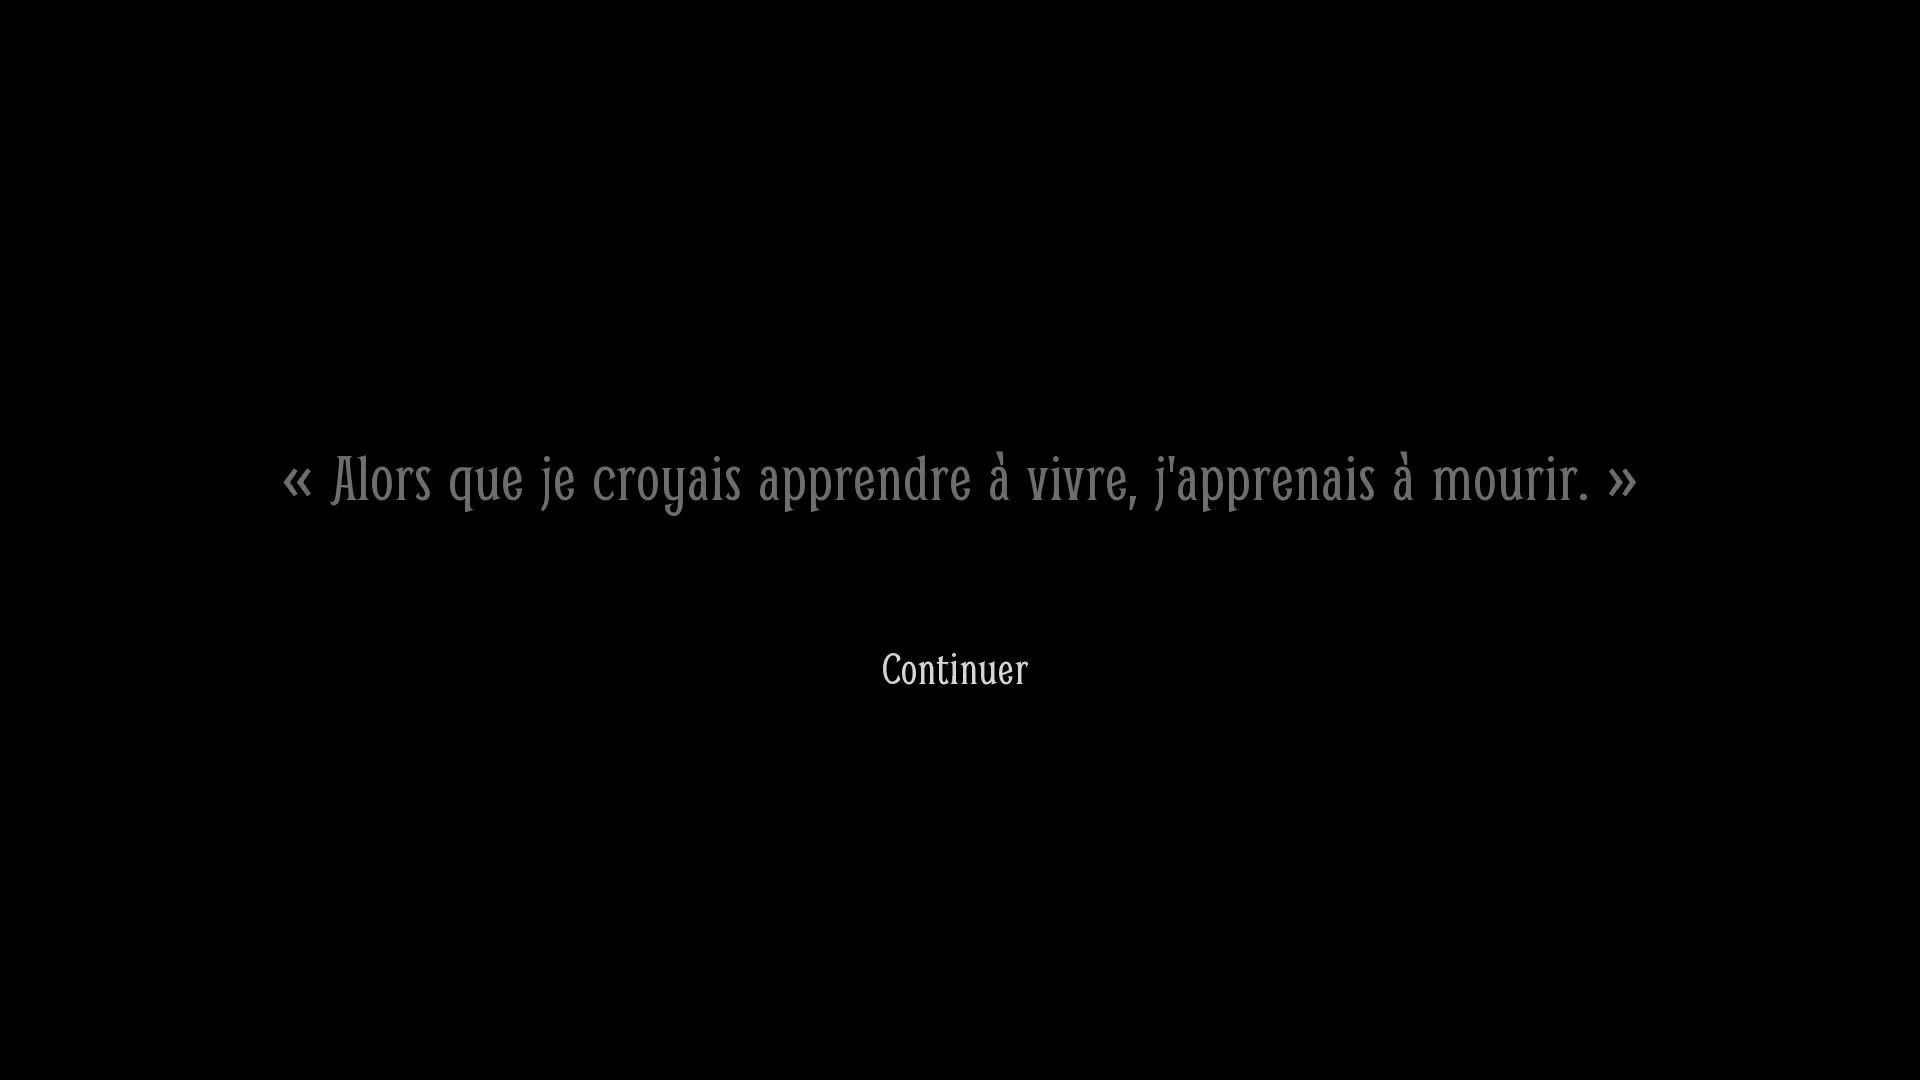 « Alors que je croyais apprendre à vivre, j'apprenais à mourir. »
Continuer